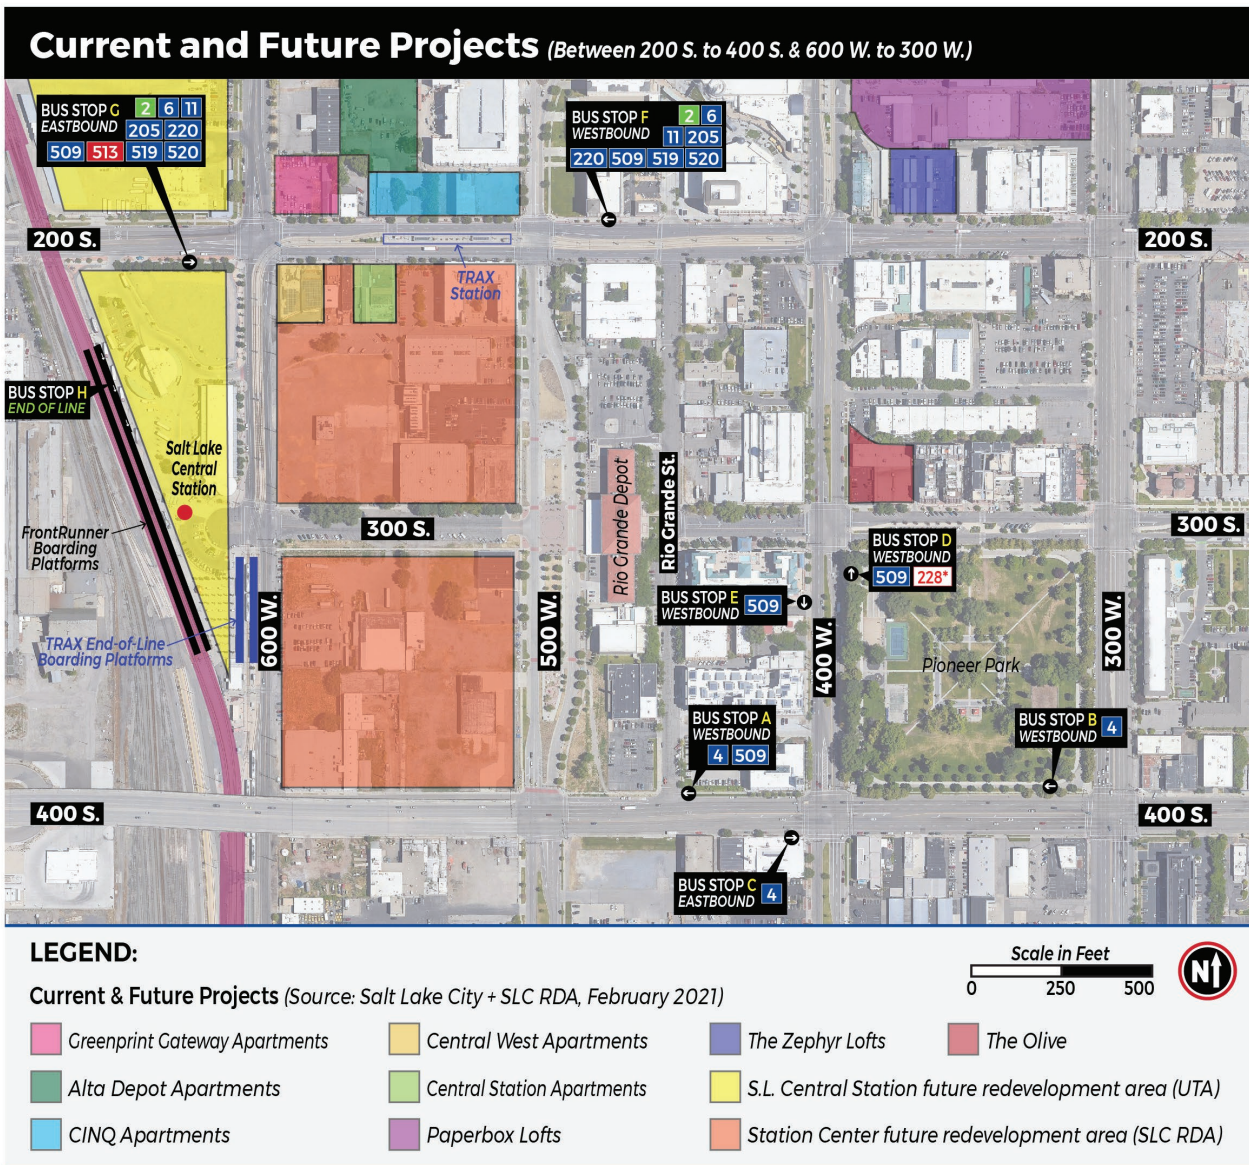 Current and Future Projects (Between 200 S. to 400 S. & 600 W. to 300 W.)
BUS STOP G
EASTBOUND
2 6 11
205 220
509 513 519 520
BUS STOP F
WESTBOUND
2 6
11 205
220 509 519 520
200 S.
200 S.
TRAX
Station
BUS STOP H
END OF LINE
Salt Lake
Central
Station
FrontRunner
Boarding
Platforms
300 S.
300 S.
Rio Grande Depot
Rio Grande St.
BUS STOP D
WESTBOUND
509 228*
BUS STOP E
WESTBOUND
509
TRAX End-of-Line
Boarding Platforms
600 W.
500 W.
400 W.
300 W.
Pioneer Park
BUS STOP A
WESTBOUND
4 509
BUS STOP B
WESTBOUND
4
400 S.
400 S.
BUS STOP C
EASTBOUND
4
LEGEND:
Scale in Feet
0 250 500
N
Current & Future Projects (Source: Salt Lake City + SLC RDA, February 2021)
Greenprint Gateway Apartments
Central West Apartments
The Zephyr Lofts
The Olive
Alta Depot Apartments
Central Station Apartments
S.L. Central Station future redevelopment area (UTA)
CINQ Apartments
Paperbox Lofts
Station Center future redevelopment area (SLC RDA)